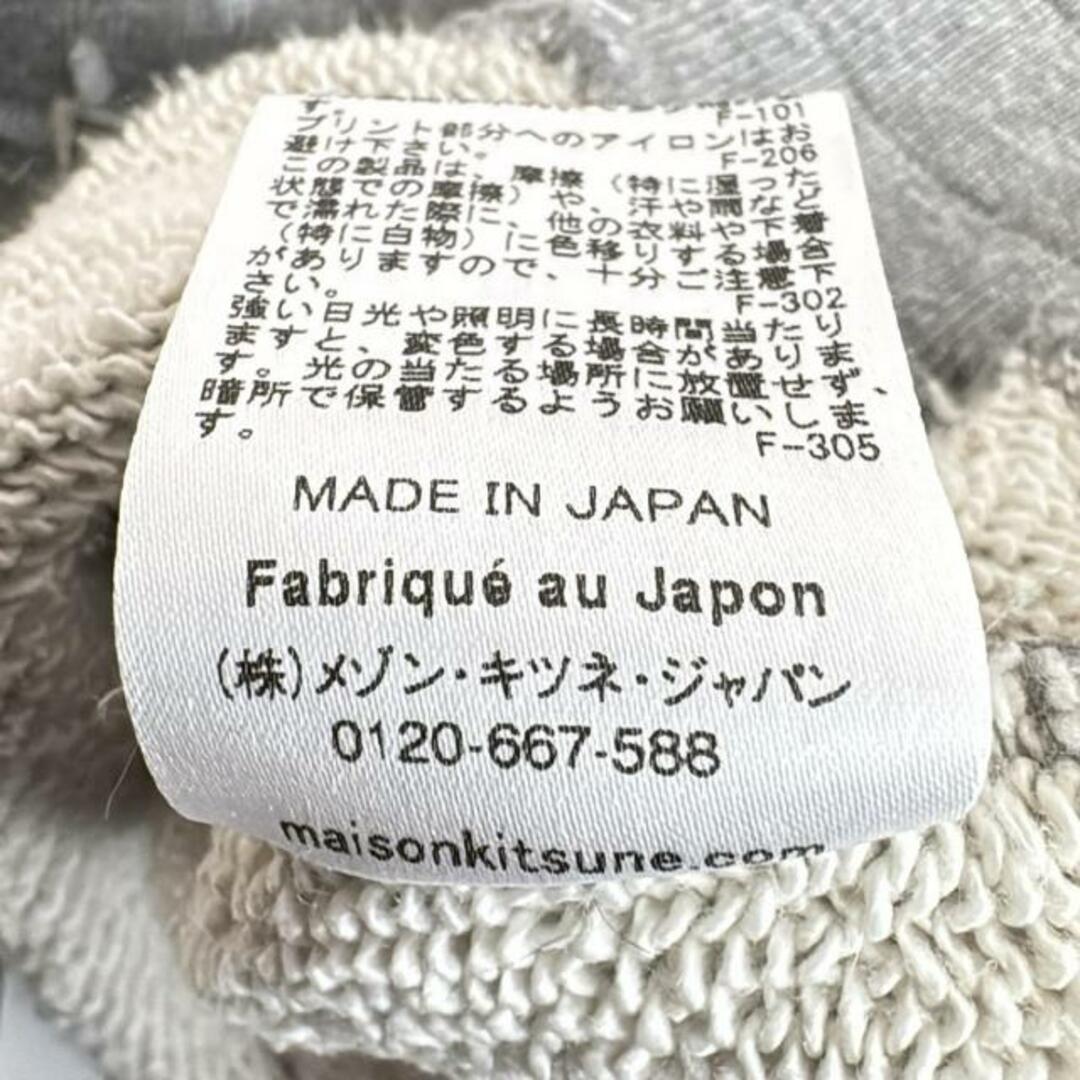 す。
F-101
プリント部分へのアイロンはお
避け下さい。
F-206
この製品は、摩擦（特に湿った
状態での摩擦）や、汗や雨など
で濡れた際に、他の衣料や下着
（特に白物）に色移りする場合
がありますので、十分ご注意下
さい。
F-302
強い日光や照明に長時間当たり
ますと、変色する場合がありま
す。光の当たる場所に放置せず、
暗所で保管するようお願いしま
す。
F-305
MADE IN JAPAN
Fabriqué au Japon
(株)メゾン・キツネ・ジャパン
0120-667-588
maisonkitsune.com